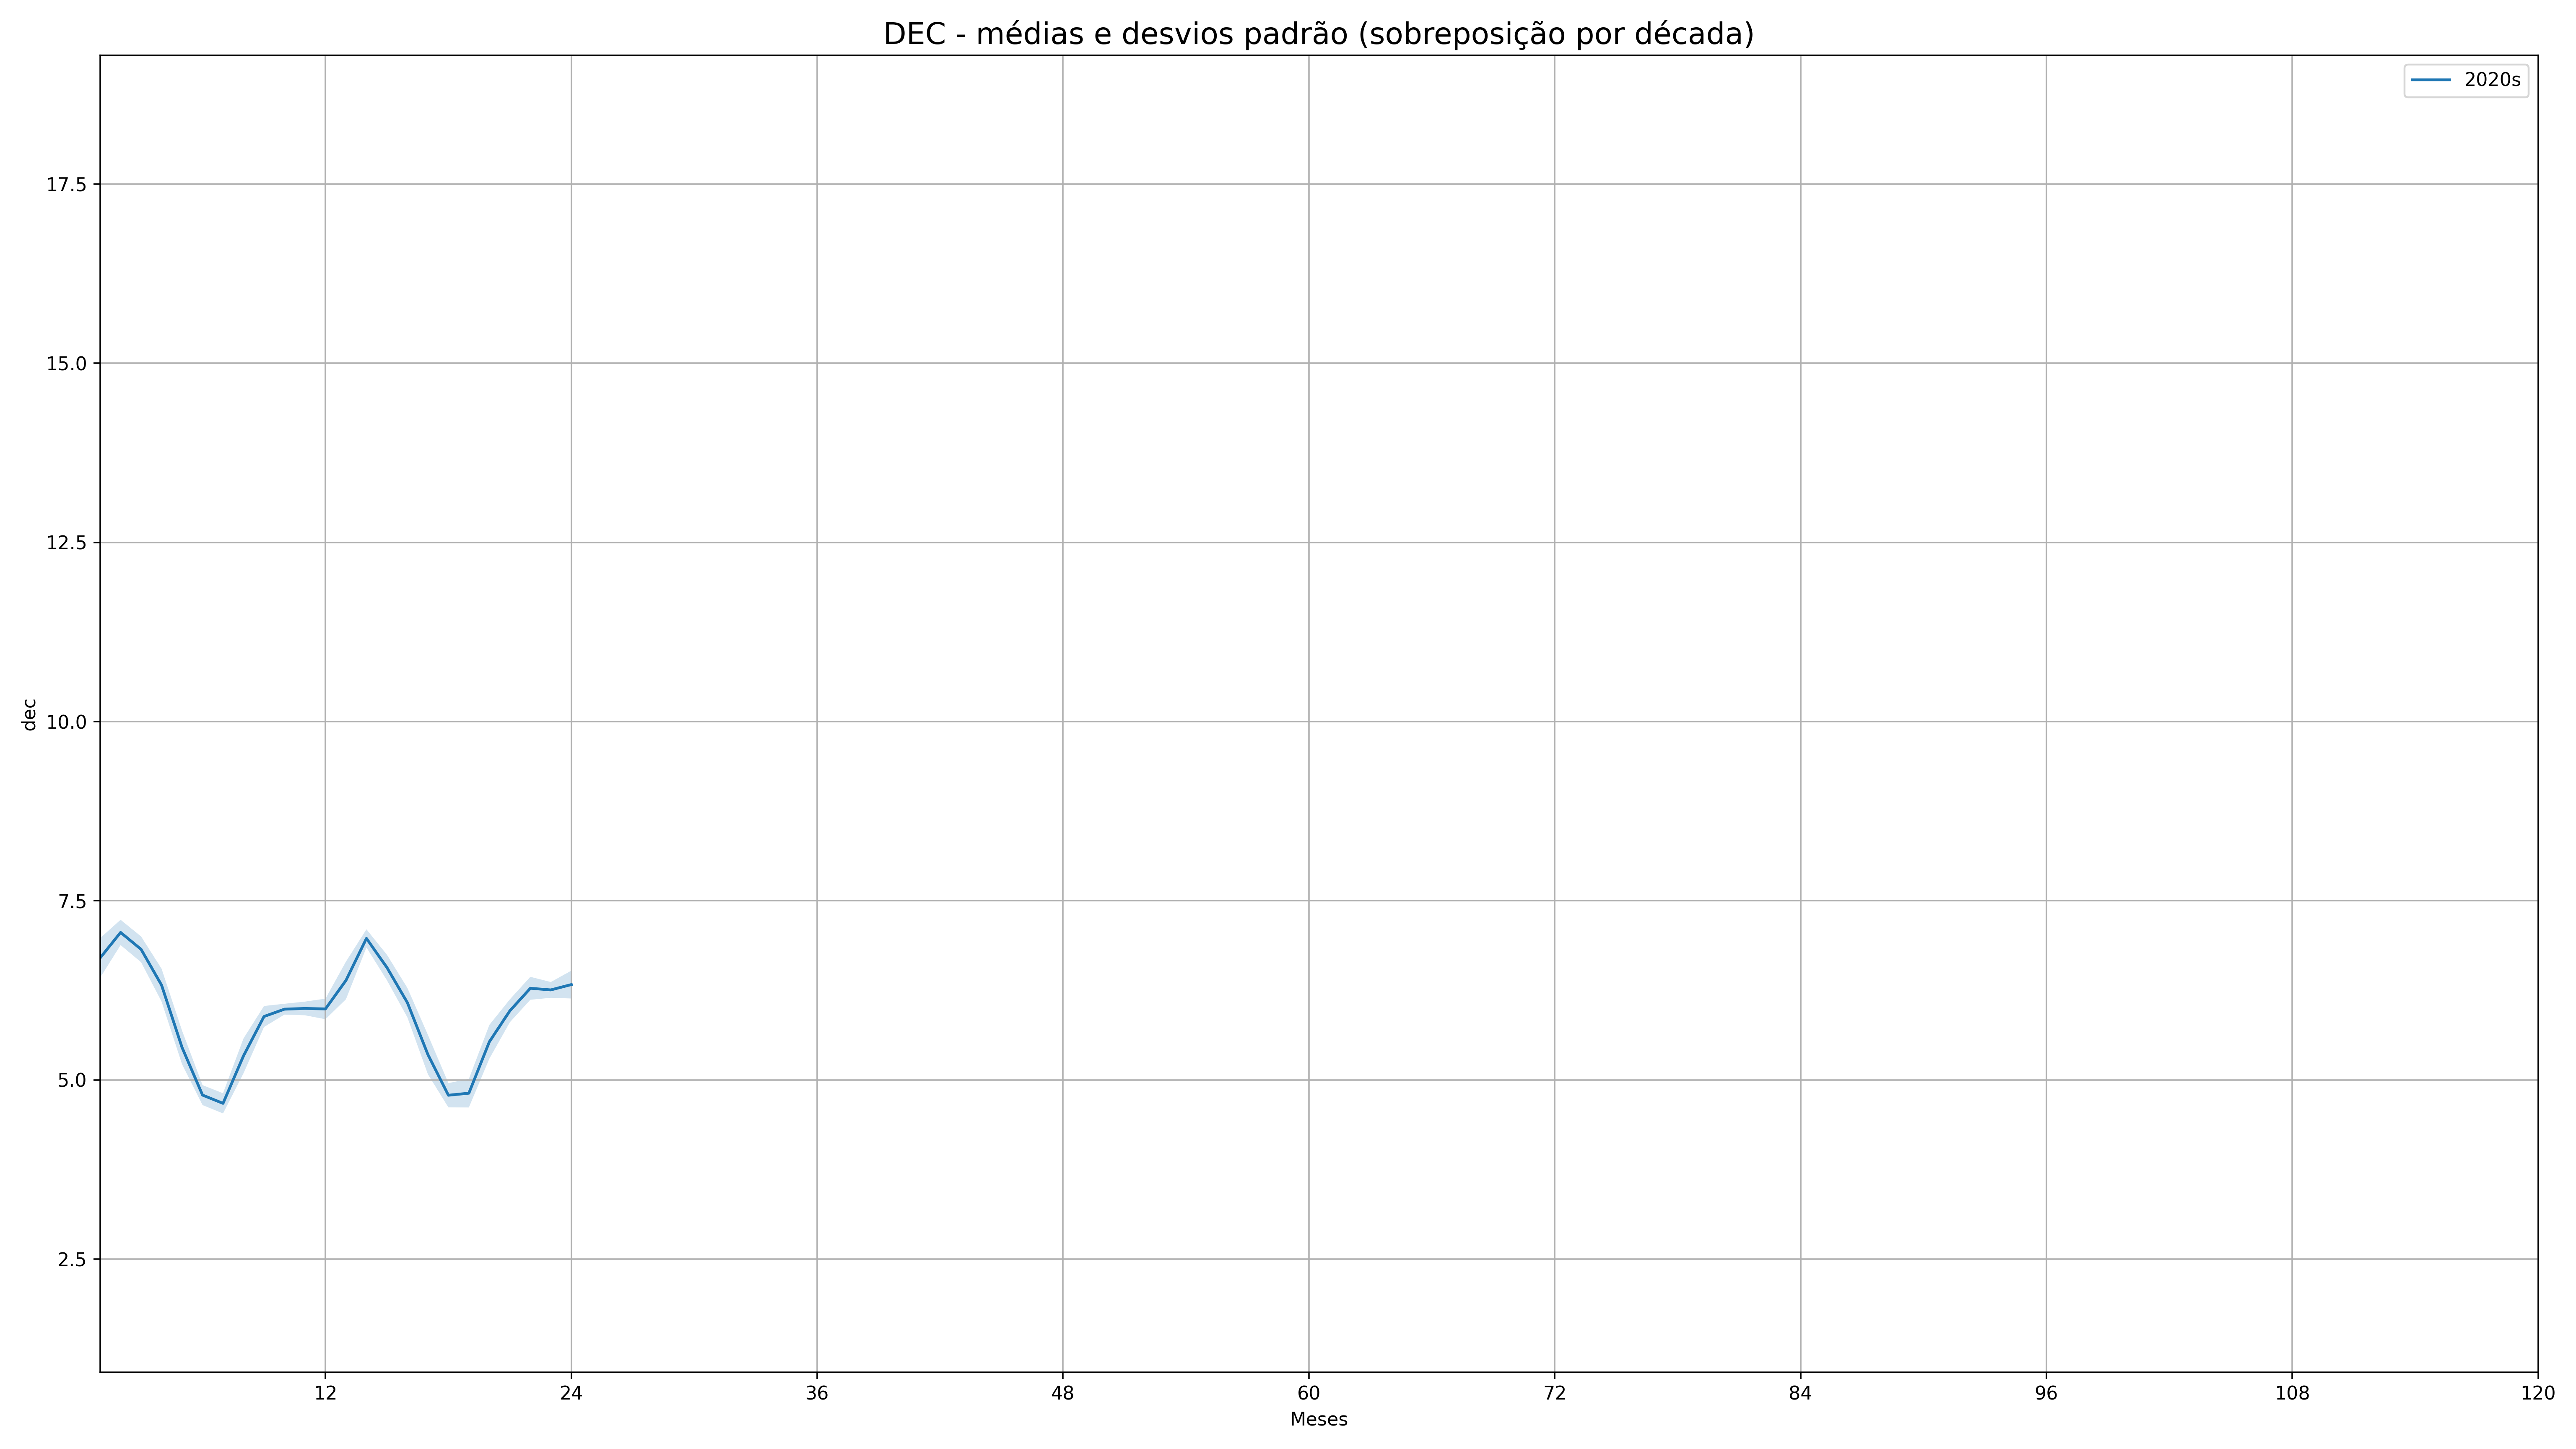 DEC - médias e desvios padrão (sobreposição por década)
2020s
17.5
15.0
12.5
10.0
7.5
5.0
2.5
dec
12 24 36 48 60 72 84 96 108 120
Meses